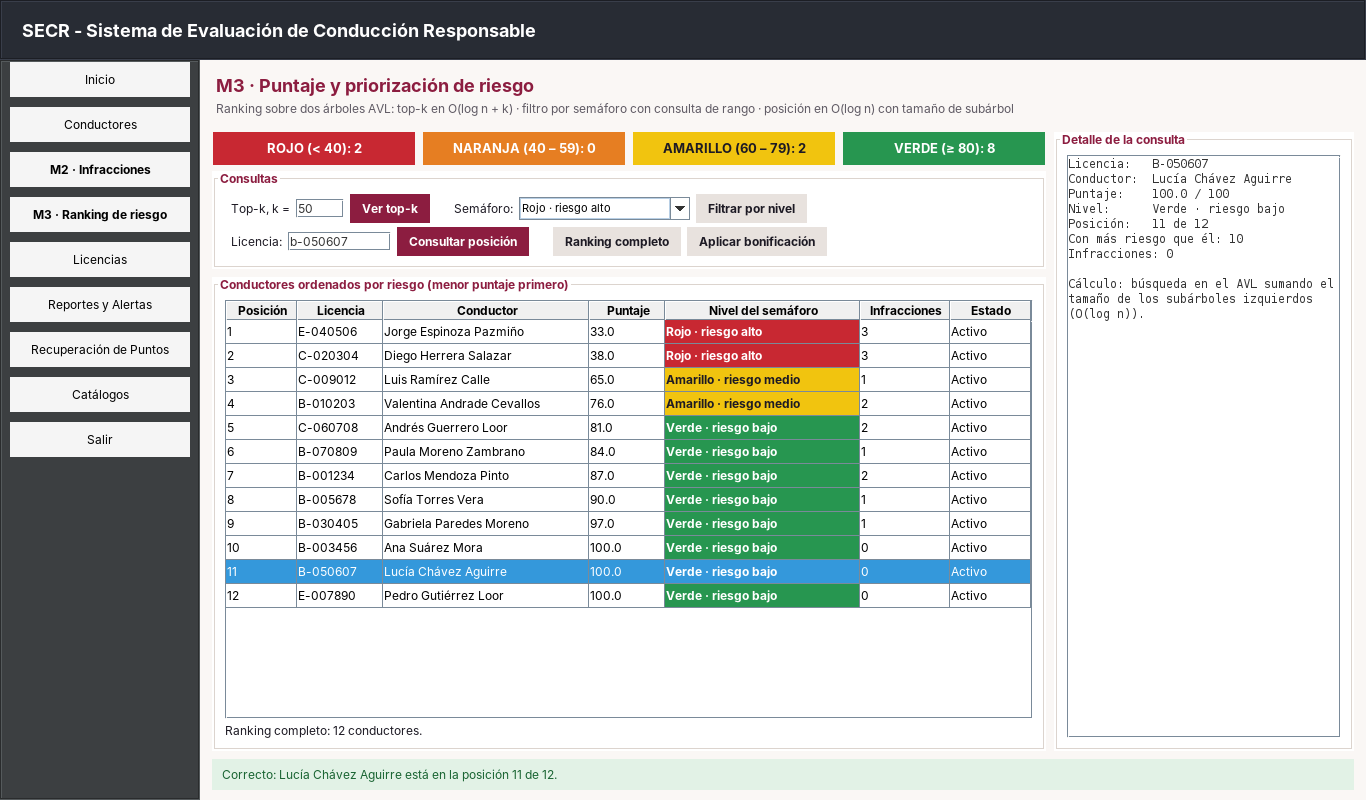 SECR - Sistema de Evaluación de Conducción Responsable
Inicio
Conductores
M2 · Infracciones
M3 · Ranking de riesgo
Licencias
Reportes y Alertas
Recuperación de Puntos
Catálogos
Salir
M3 · Puntaje y priorización de riesgo
Ranking sobre dos árboles AVL: top-k en O(log n + k) · filtro por semáforo con consulta de rango · posición en O(log n) con tamaño de subárbol
ROJO (< 40): 2 NARANJA (40 – 59): 0 AMARILLO (60 – 79): 2 VERDE (≥ 80): 8
Consultas
Top-k, k = 50 Ver top-k Semáforo: Rojo · riesgo alto Filtrar por nivel
Licencia: b-050607 Consultar posición Ranking completo Aplicar bonificación
Conductores ordenados por riesgo (menor puntaje primero)
Posición Licencia Conductor Puntaje Nivel del semáforo Infracciones Estado
1 E-040506 Jorge Espinoza Pazmiño 33.0 Rojo · riesgo alto 3 Activo
2 C-020304 Diego Herrera Salazar 38.0 Rojo · riesgo alto 3 Activo
3 C-009012 Luis Ramírez Calle 65.0 Amarillo · riesgo medio 1 Activo
4 B-010203 Valentina Andrade Cevallos 76.0 Amarillo · riesgo medio 2 Activo
5 C-060708 Andrés Guerrero Loor 81.0 Verde · riesgo bajo 2 Activo
6 B-070809 Paula Moreno Zambrano 84.0 Verde · riesgo bajo 1 Activo
7 B-001234 Carlos Mendoza Pinto 87.0 Verde · riesgo bajo 2 Activo
8 B-005678 Sofía Torres Vera 90.0 Verde · riesgo bajo 1 Activo
9 B-030405 Gabriela Paredes Moreno 97.0 Verde · riesgo bajo 1 Activo
10 B-003456 Ana Suárez Mora 100.0 Verde · riesgo bajo 0 Activo
11 B-050607 Lucía Chávez Aguirre 100.0 Verde · riesgo bajo 0 Activo
12 E-007890 Pedro Gutiérrez Loor 100.0 Verde · riesgo bajo 0 Activo
Ranking completo: 12 conductores.
Detalle de la consulta
Licencia: B-050607
Conductor: Lucía Chávez Aguirre
Puntaje: 100.0 / 100
Nivel: Verde · riesgo bajo
Posición: 11 de 12
Con más riesgo que él: 10
Infracciones: 0
Cálculo: búsqueda en el AVL sumando el
tamaño de los subárboles izquierdos
(O(log n)).
Correcto: Lucía Chávez Aguirre está en la posición 11 de 12.